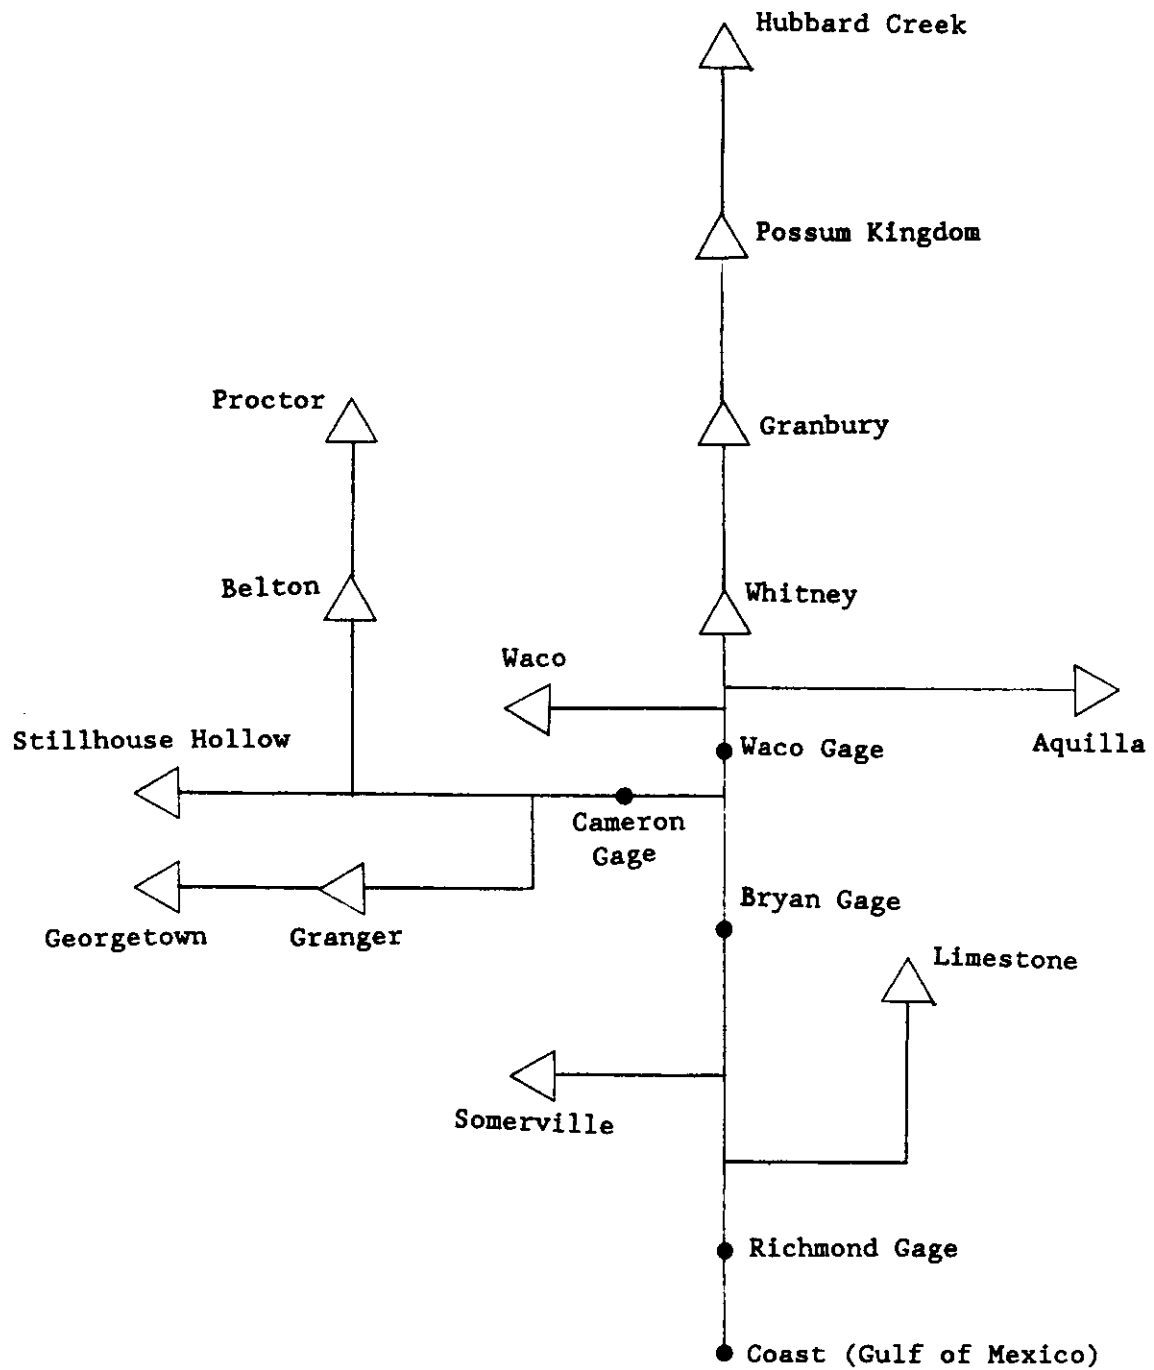 Hubbard Creek
Possum Kingdom
Proctor
Granbury
Belton
Whitney
Waco
Stillhouse Hollow
Waco Gage
Aquilla
Cameron
Gage
Bryan Gage
Georgetown
Granger
Limestone
Somerville
Richmond Gage
Coast (Gulf of Mexico)